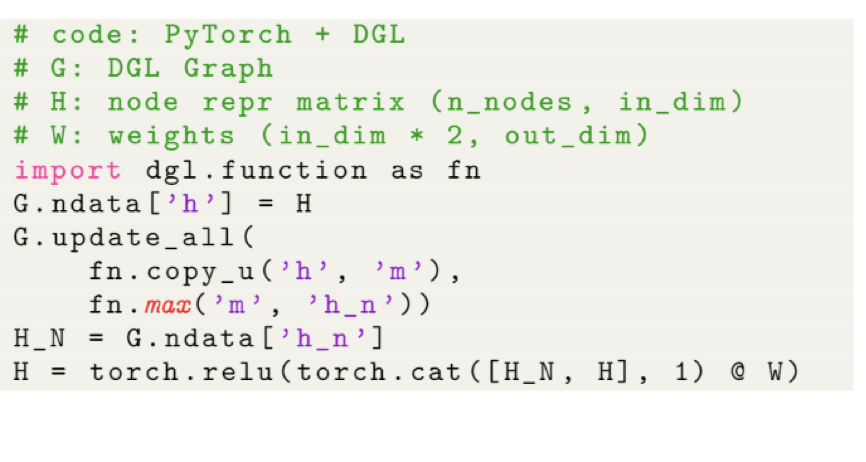 # code: PyTorch + DGL
# G: DGL Graph
# H: node repr matrix (n_nodes, in_dim)
# W: weights (in_dim * 2, out_dim)
import dgl.function as fn
G.ndata['h'] = H
G.update_all(
    fn.copy_u('h', 'm'),
    fn.max('m', 'h_n'))
H_N = G.ndata['h_n']
H = torch.relu(torch.cat([H_N, H], 1) @ W)